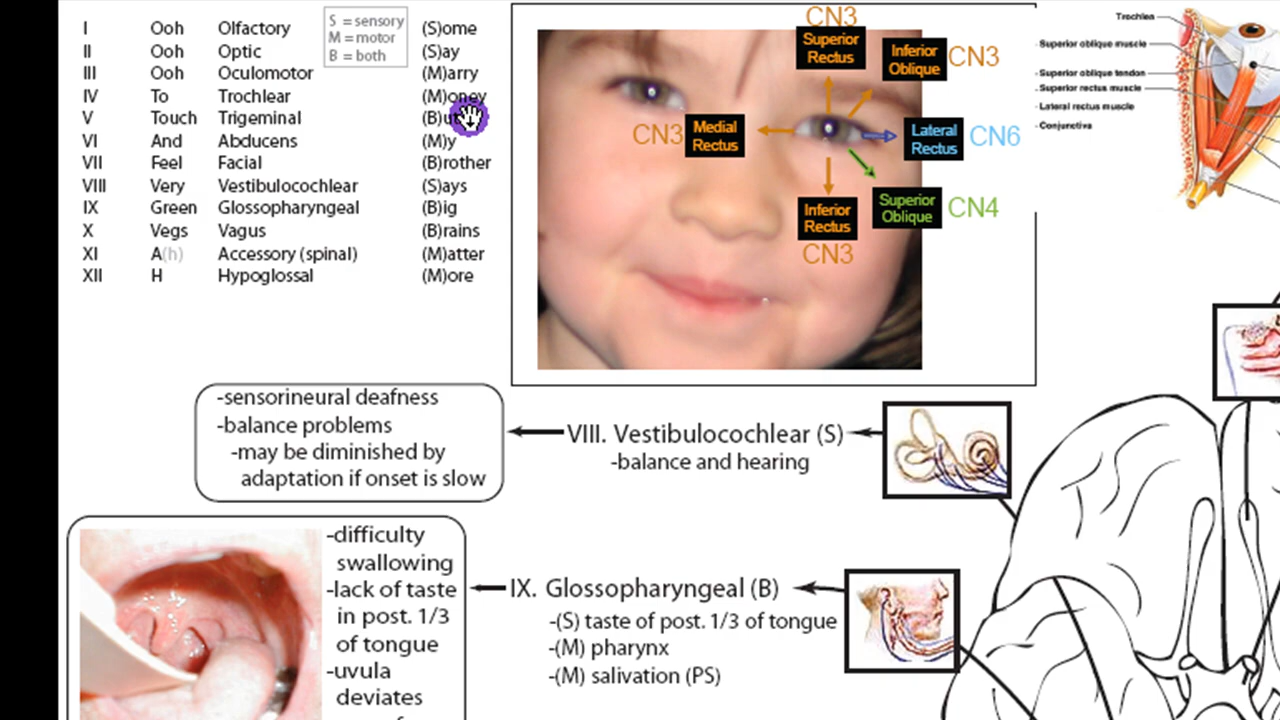 I Ooh Olfactory (S)ome
II Ooh Optic (S)ay
III Ooh Oculomotor (M)arry
IV To Trochlear (M)oney
V Touch Trigeminal (B)ut
VI And Abducens (M)y
VII Feel Facial (B)rother
VIII Very Vestibulocochlear (S)ays
IX Green Glossopharyngeal (B)ig
X Vegs Vagus (B)rains
XI A(h) Accessory (spinal) (M)atter
XII H Hypoglossal (M)ore
S = sensory
M = motor
B = both
CN3
Superior
Rectus
Inferior
Oblique
CN3
CN3
Medial
Rectus
Lateral
Rectus
CN6
Superior
Oblique
CN4
Inferior
Rectus
CN3
Trochlea
Superior oblique muscle
Superior oblique tendon
Superior rectus muscle
Lateral rectus muscle
Conjunctiva
-sensorineural deafness
-balance problems
-may be diminished by
adaptation if onset is slow
VIII. Vestibulocochlear (S)
-balance and hearing
-difficulty
swallowing
-lack of taste
in post. 1/3
of tongue
-uvula
deviates
IX. Glossopharyngeal (B)
-(S) taste of post. 1/3 of tongue
-(M) pharynx
-(M) salivation (PS)